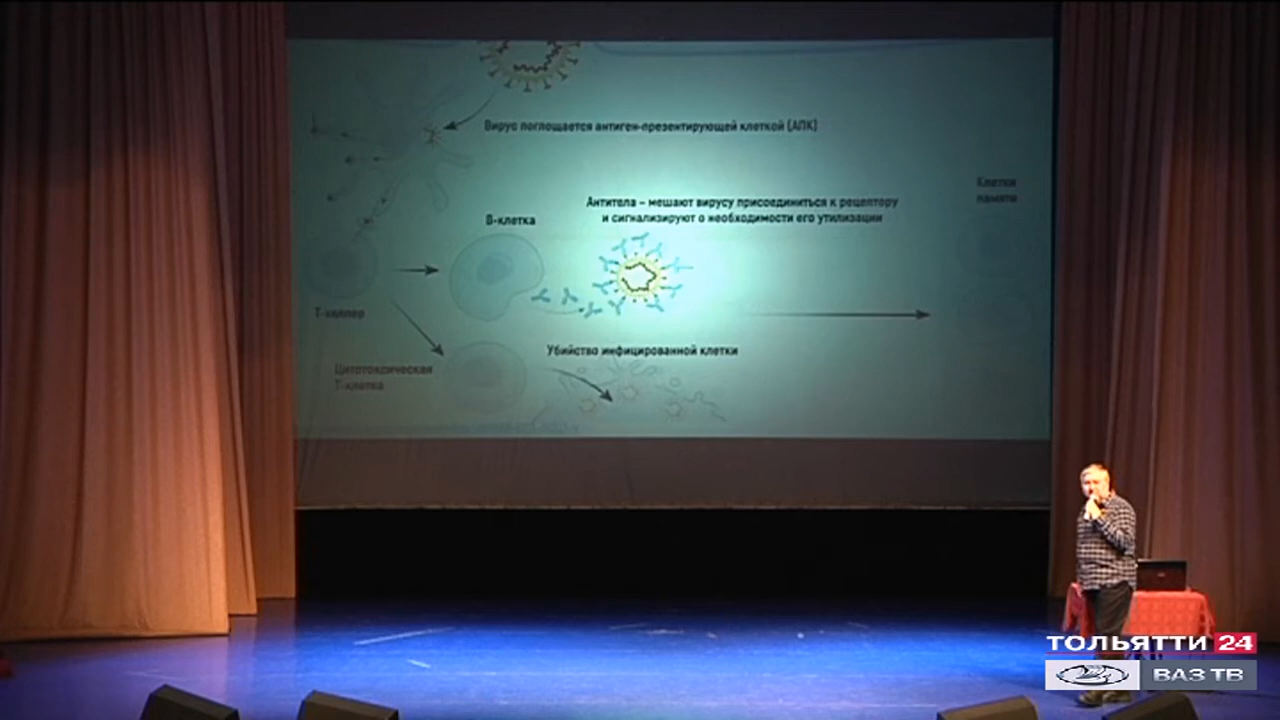 Вирус поглощается антиген-презентирующей клеткой (АПК)
Антитела – мешают вирусу присоединиться к рецептору
и сигнализируют о необходимости его утилизации
Клетки
памяти
В-клетка
Т-хелпер
Убийство инфицированной клетки
Цитотоксическая
Т-клетка
ТОЛЬЯТТИ 24
ВАЗ ТВ